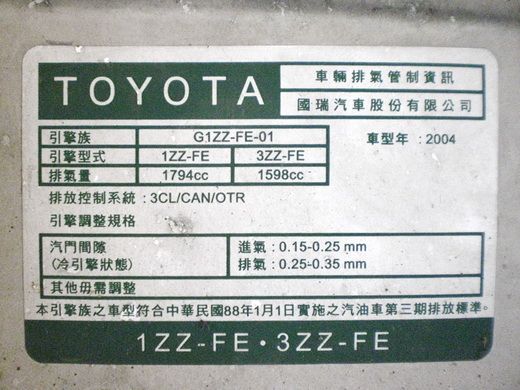 TOYOTA
車輛排氣管制資訊
國瑞汽車股份有限公司
引擎族 G1ZZ-FE-01 車型年：2004
引擎型式 1ZZ-FE 3ZZ-FE
排氣量 1794cc 1598cc
排放控制系統：3CL/CAN/OTR
引擎調整規格
汽門間隙 進氣：0.15-0.25 mm
(冷引擎狀態) 排氣：0.25-0.35 mm
其他毋需調整
本引擎族之車型符合中華民國88年1月1日實施之汽油車第三期排放標準。
1ZZ-FE・3ZZ-FE